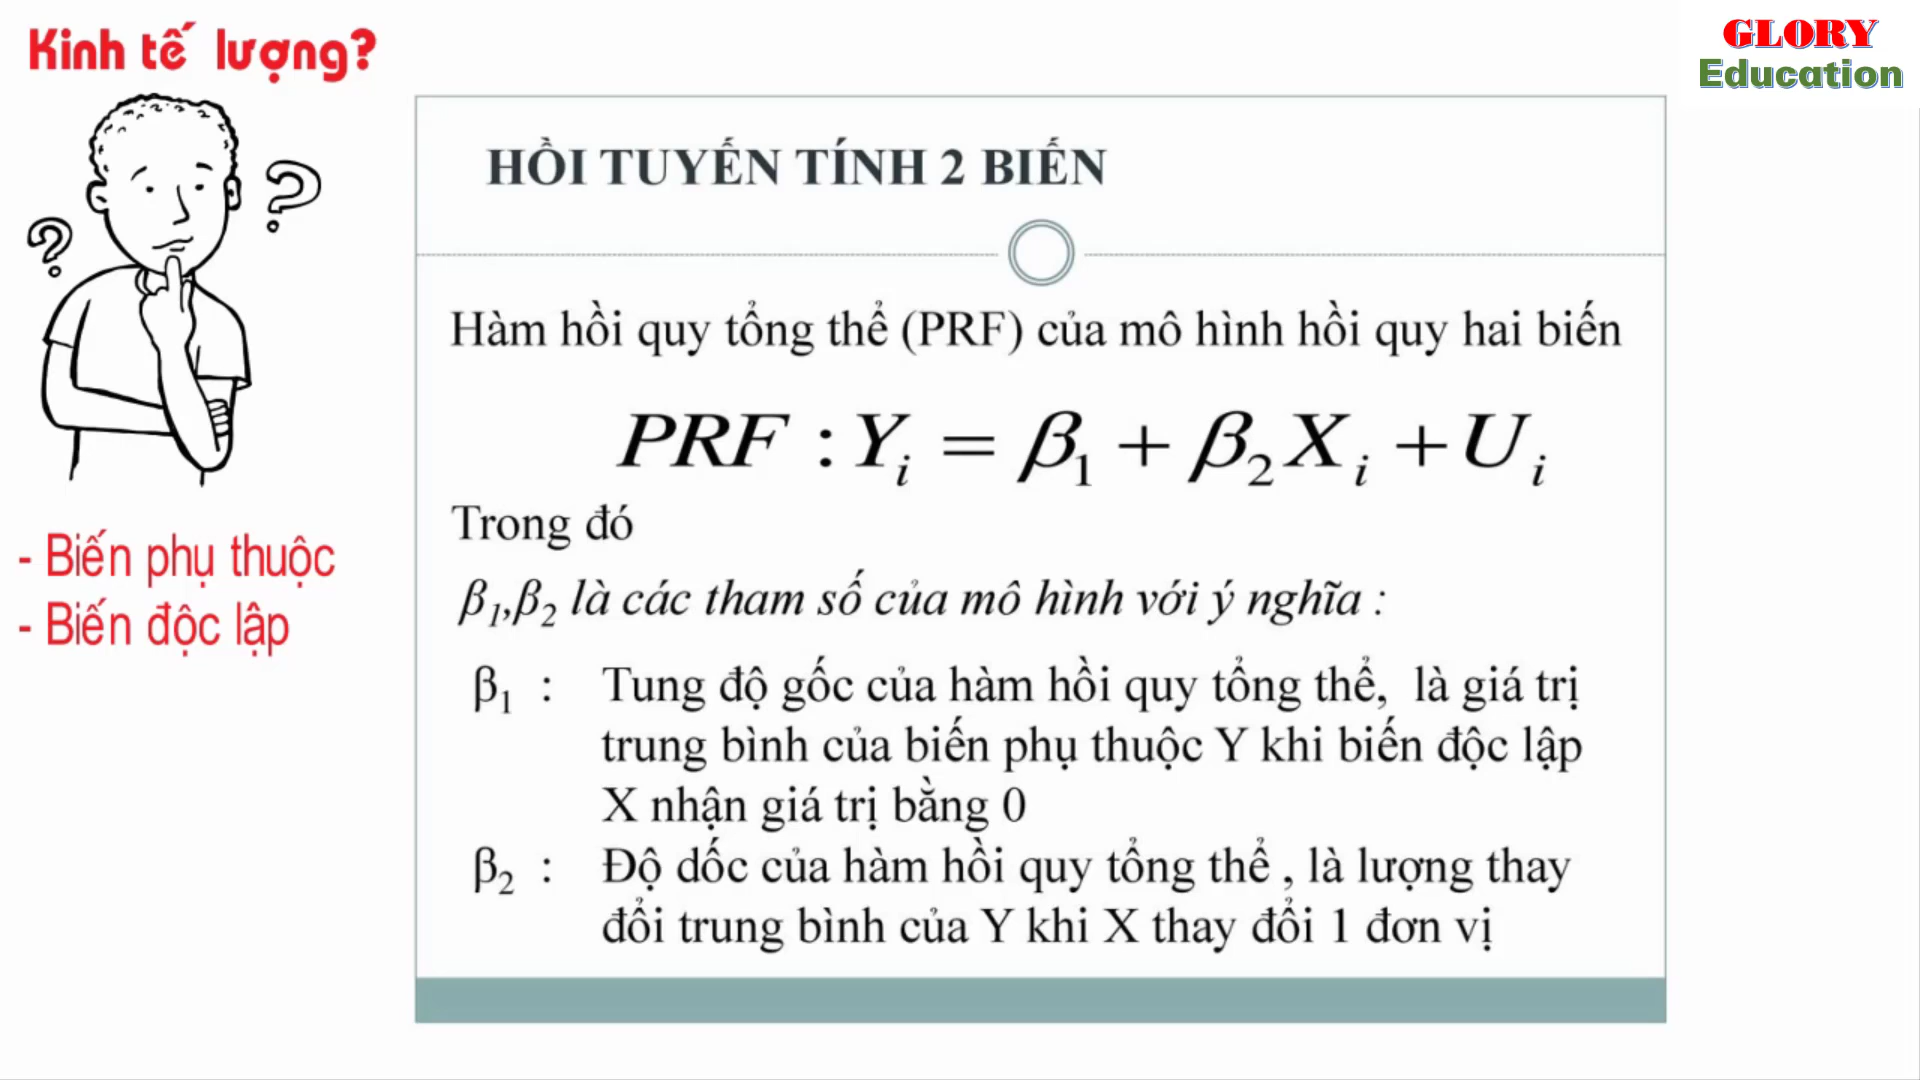 Kinh tế lượng?
GLORY
Education
HỒI TUYẾN TÍNH 2 BIẾN
Hàm hồi quy tổng thể (PRF) của mô hình hồi quy hai biến
PRF : Yᵢ = β₁ + β₂Xᵢ + Uᵢ
Trong đó
β₁,β₂ là các tham số của mô hình với ý nghĩa :
β₁ : Tung độ gốc của hàm hồi quy tổng thể, là giá trị
trung bình của biến phụ thuộc Y khi biến độc lập
X nhận giá trị bằng 0
β₂ : Độ dốc của hàm hồi quy tổng thể , là lượng thay
đổi trung bình của Y khi X thay đổi 1 đơn vị
- Biến phụ thuộc
- Biến độc lập